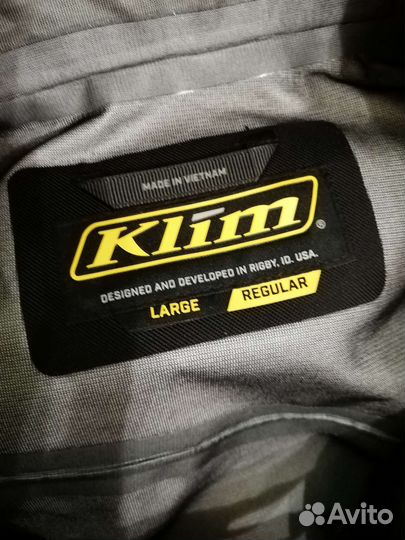 MADE IN VIETNAM
Klim®
DESIGNED AND DEVELOPED IN RIGBY, ID. USA.
LARGE REGULAR
Avito